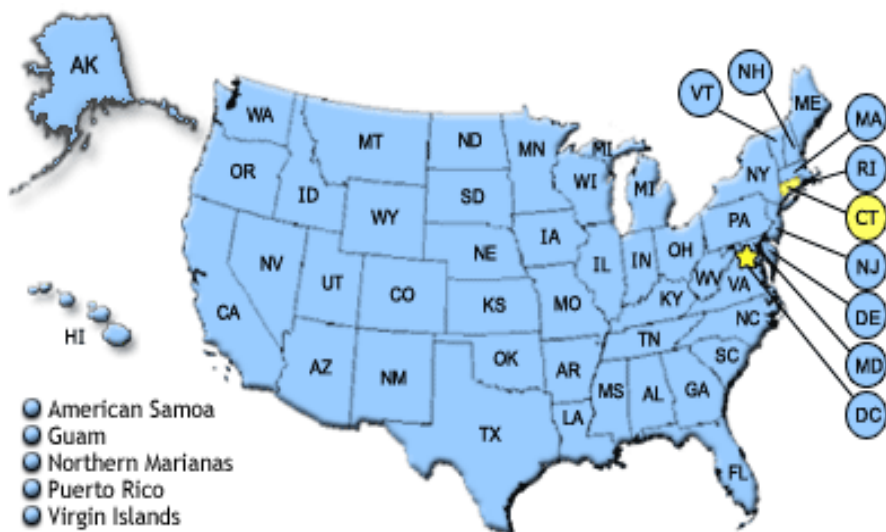 AK
NH
VT
ME
MA
WA
MT
ND
MN
MI
NY
RI
OR
ID
SD
WI
MI
CT
WY
PA
IA
NE
OH
NJ
NV
UT
IL
IN
WV
VA
CO
KS
MO
KY
DE
CA
NC
HI
TN
OK
AR
SC
MD
AZ
NM
MS
AL
GA
DC
LA
TX
FL
American Samoa
Guam
Northern Marianas
Puerto Rico
Virgin Islands